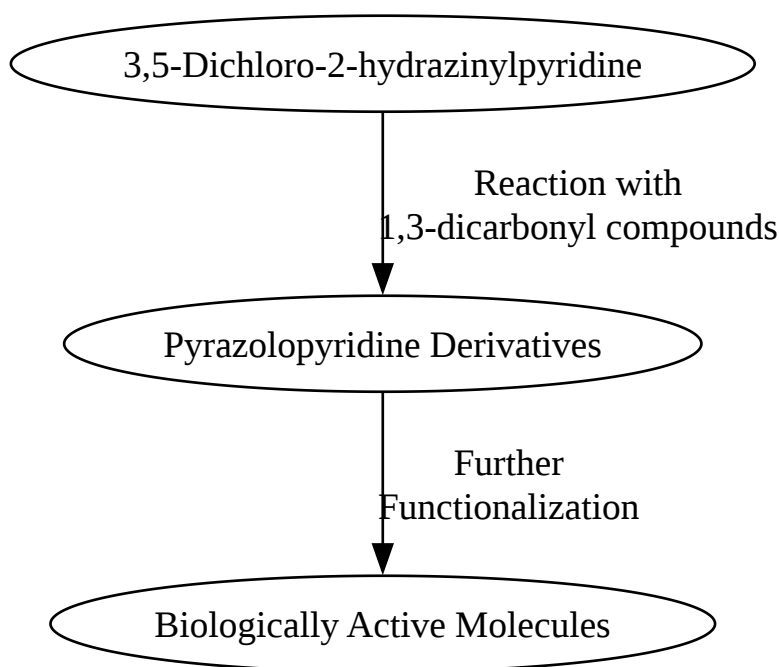 3,5-Dichloro-2-hydrazinylpyridine
Reaction with
1,3-dicarbonyl compounds
Pyrazolopyridine Derivatives
Further
Functionalization
Biologically Active Molecules